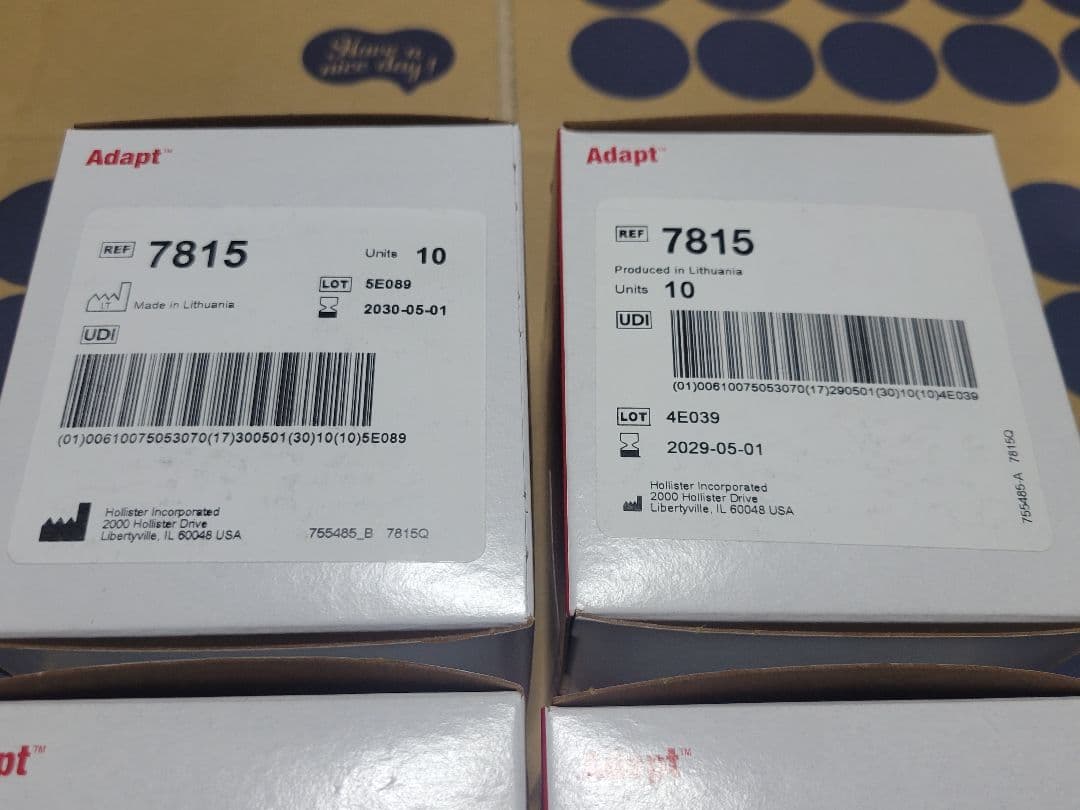 Have a
nice day!
Adapt™
REF 7815 Units 10
LOT 5E089
LT Made in Lithuania 2030-05-01
UDI
(01)00610075053070(17)300501(30)10(10)5E089
Hollister Incorporated
2000 Hollister Drive
Libertyville, IL 60048 USA 755485_B 7815Q
Adapt™
REF 7815
Produced in Lithuania
Units 10
UDI
(01)00610075053070(17)290501(30)10(10)4E039
LOT 4E039
2029-05-01
Hollister Incorporated
2000 Hollister Drive
Libertyville, IL 60048 USA
755485-A 7815Q
pt™
Adapt™